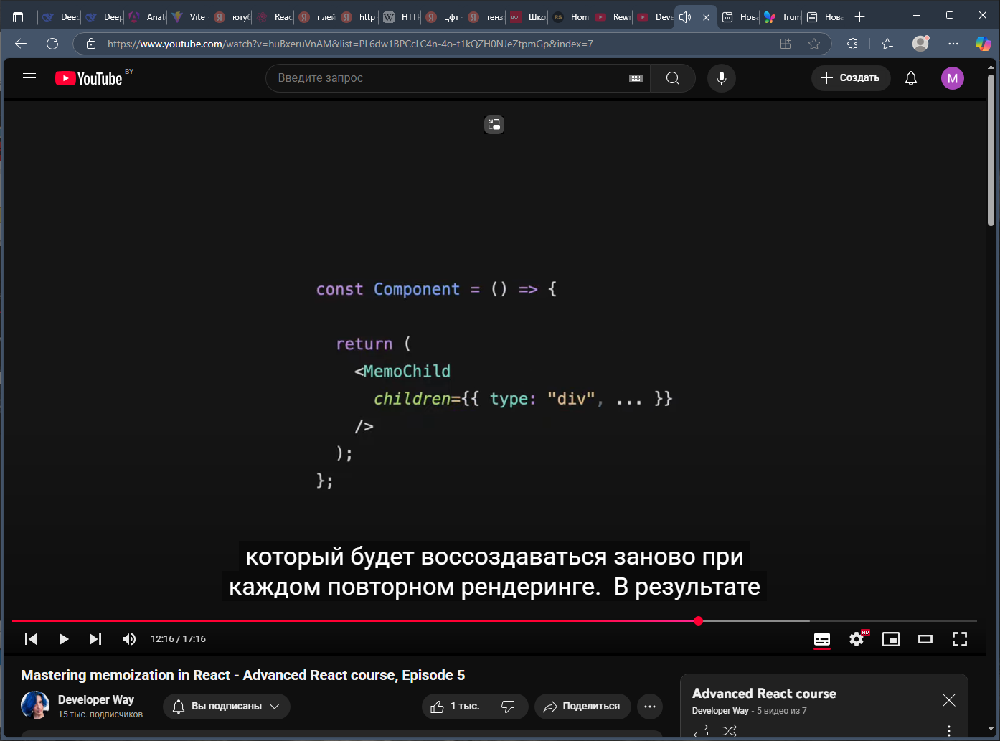 Deep
Deep
Anat
Vite
ютуб
Reac
плей
http
HTTP
цфт -
тенз
Шко
Hom
Rewr
Deve
Нова
Trum
Нова
https://www.youtube.com/watch?v=huBxeruVnAM&list=PL6dw1BPCcLC4n-4o-t1kQZH0NJeZtpmGp&index=7
YouTube BY
Введите запрос
Создать
M
const Component = () => {
return (
<MemoChild
children={{ type: "div", ... }}
/>
);
};
который будет воссоздаваться заново при
каждом повторном рендеринге. В результате
12:16 / 17:16
HD
Mastering memoization in React - Advanced React course, Episode 5
Developer Way
15 тыс. подписчиков
Вы подписаны
1 тыс.
Поделиться
Advanced React course
Developer Way - 5 видео из 7